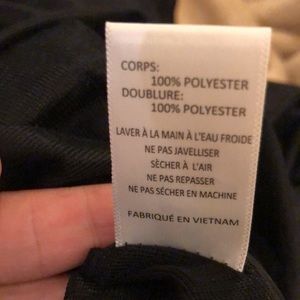 CORPS:
100% POLYESTER
DOUBLURE:
100% POLYESTER
LAVER À LA MAIN À L'EAU FROIDE
NE PAS JAVELLISER
SÈCHER À L'AIR
NE PAS REPASSER
NE PAS SÉCHER EN MACHINE
FABRIQUÉ EN VIETNAM